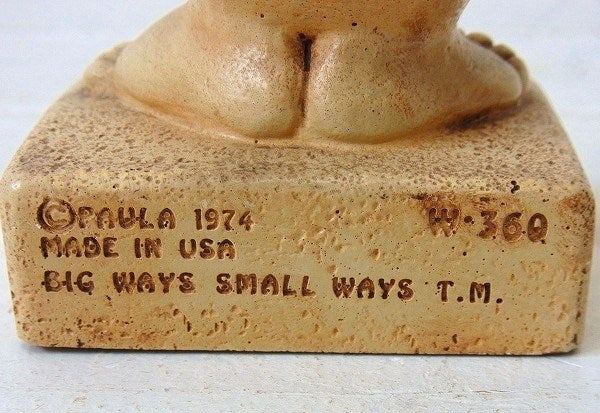 ©PAULA 1974 W-360
MADE IN USA
BIG WAYS SMALL WAYS T.M.